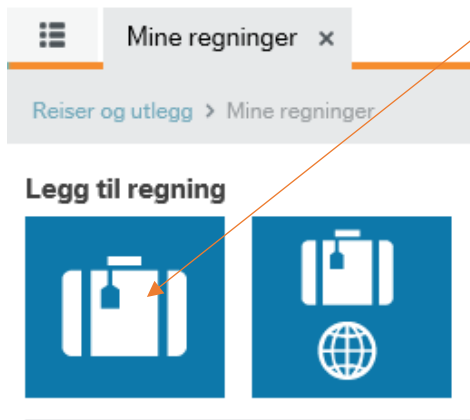 Mine regninger ×
Reiser og utlegg > Mine regninger
Legg til regning